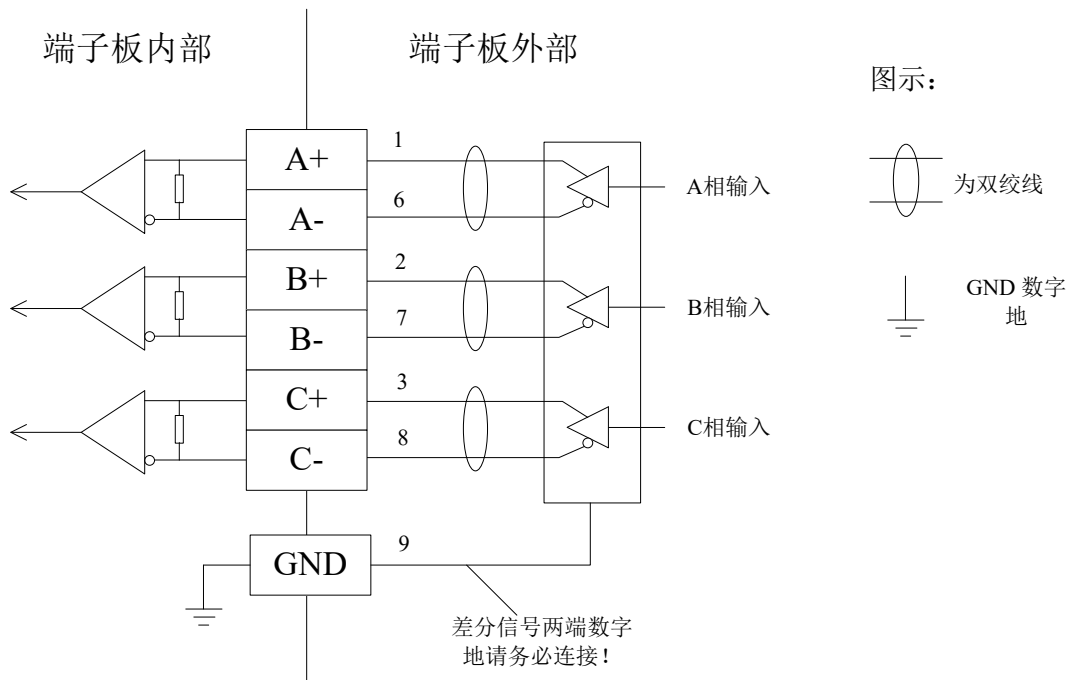 端子板内部
端子板外部
图示：
A+
1
A-
6
A相输入
为双绞线
B+
2
B-
7
B相输入
GND 数字
地
C+
3
C-
8
C相输入
GND
9
差分信号两端数字
地请务必连接！